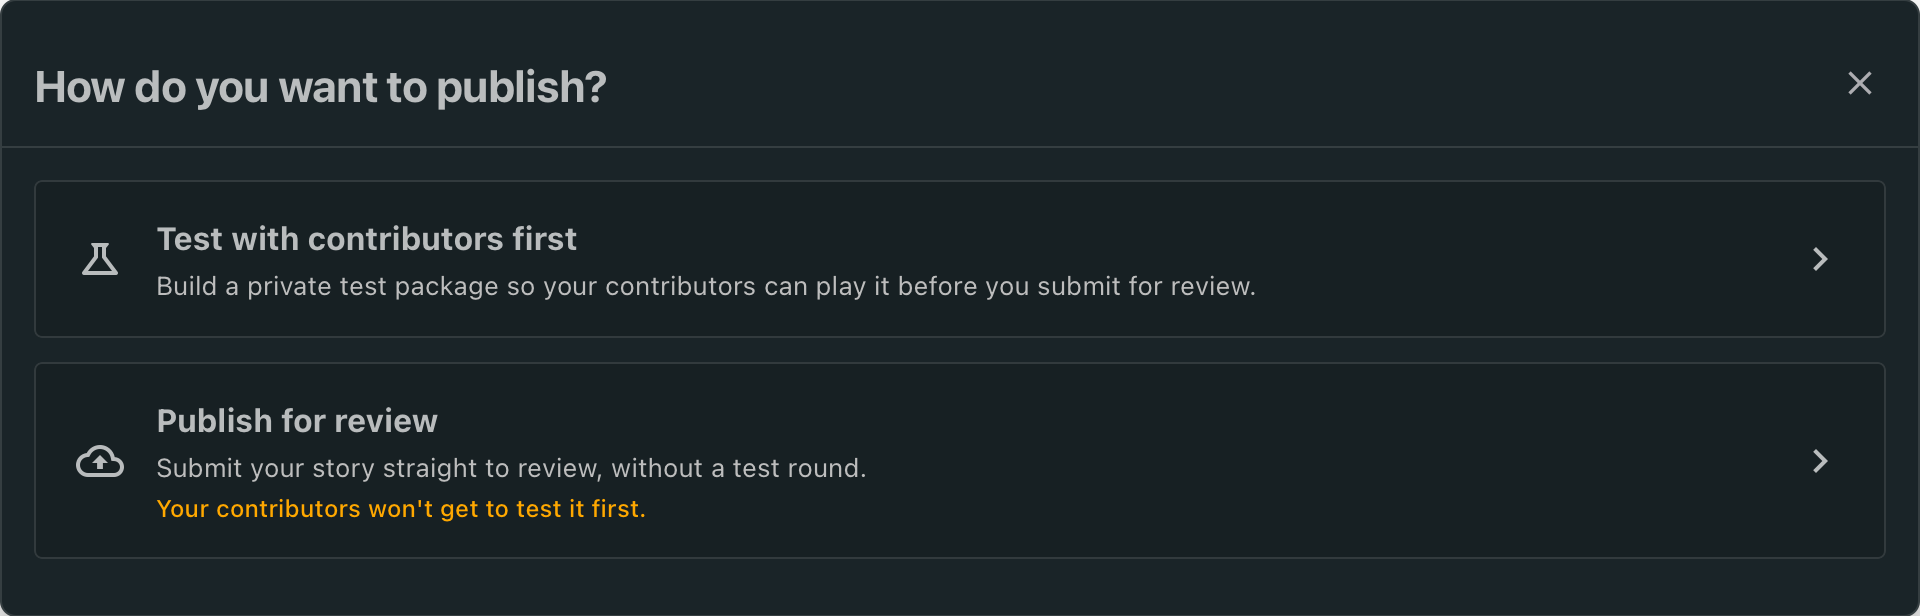 How do you want to publish?
Test with contributors first
Build a private test package so your contributors can play it before you submit for review.
Publish for review
Submit your story straight to review, without a test round.
Your contributors won't get to test it first.